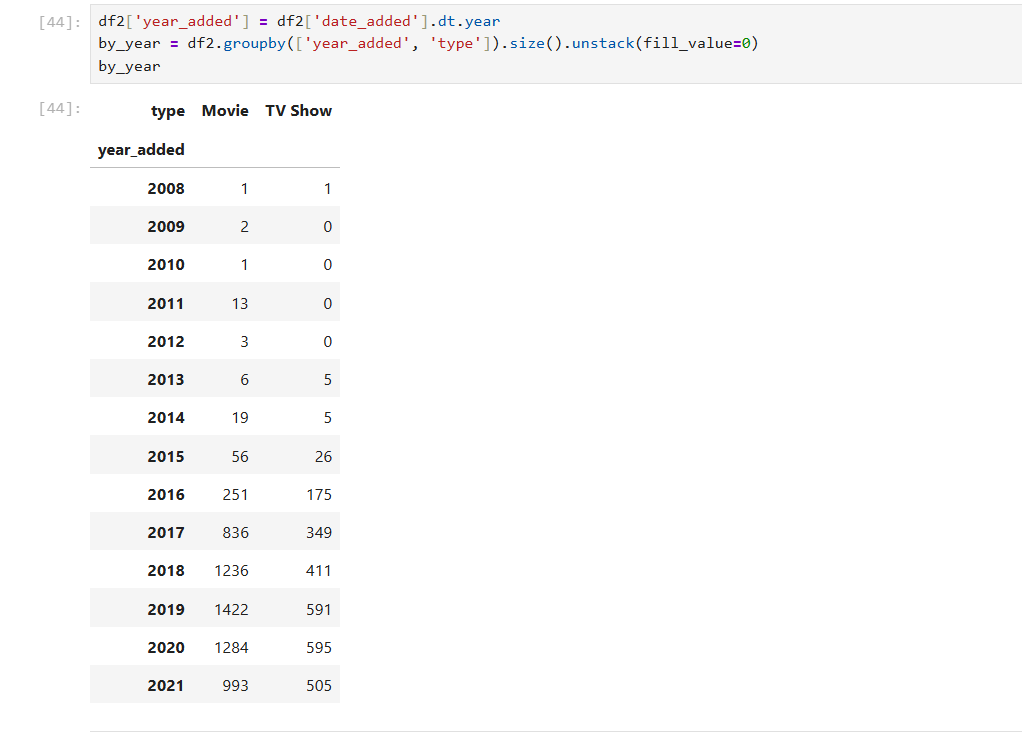 [44]: df2['year_added'] = df2['date_added'].dt.year
by_year = df2.groupby(['year_added', 'type']).size().unstack(fill_value=0)
by_year
[44]: type Movie TV Show
year_added
2008 1 1
2009 2 0
2010 1 0
2011 13 0
2012 3 0
2013 6 5
2014 19 5
2015 56 26
2016 251 175
2017 836 349
2018 1236 411
2019 1422 591
2020 1284 595
2021 993 505